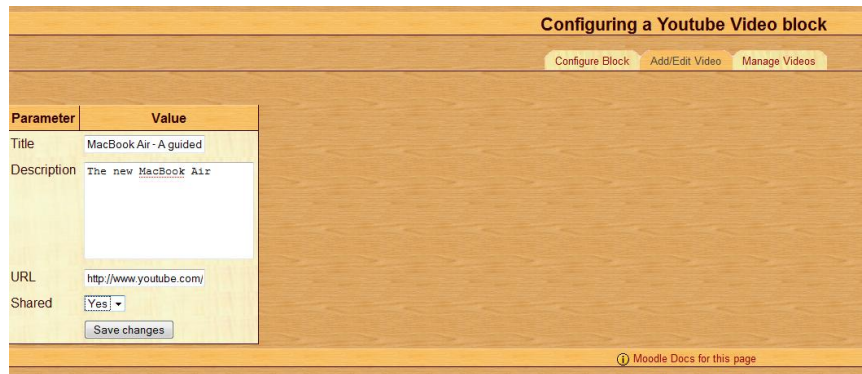 Configuring a Youtube Video block
Configure Block Add/Edit Video Manage Videos
Parameter Value
Title MacBook Air - A guided
Description The new MacBook Air
URL http://www.youtube.com/
Shared Yes
Save changes
Moodle Docs for this page